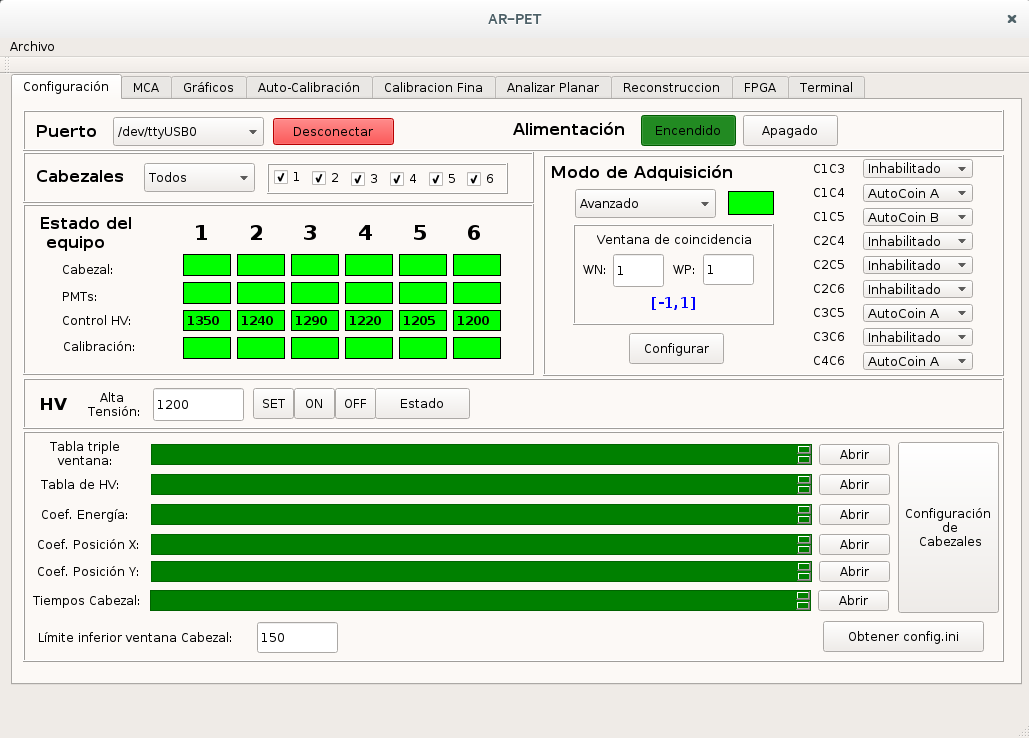 AR-PET
Archivo
Configuración MCA Gráficos Auto-Calibración Calibracion Fina Analizar Planar Reconstruccion FPGA Terminal
Puerto /dev/ttyUSB0 Desconectar Alimentación Encendido Apagado
Cabezales Todos 1 2 3 4 5 6
Estado del
equipo
1 2 3 4 5 6
Cabezal:
PMTs:
Control HV: 1350 1240 1290 1220 1205 1200
Calibración:
Modo de Adquisición
Avanzado
Ventana de coincidencia
WN: 1 WP: 1
[-1,1]
Configurar
C1C3 Inhabilitado
C1C4 AutoCoin A
C1C5 AutoCoin B
C2C4 Inhabilitado
C2C5 Inhabilitado
C2C6 Inhabilitado
C3C5 AutoCoin A
C3C6 Inhabilitado
C4C6 AutoCoin A
HV
Alta
Tensión:
1200 SET ON OFF Estado
Tabla triple
ventana:
Abrir
Tabla de HV: Abrir
Coef. Energía: Abrir
Coef. Posición X: Abrir
Coef. Posición Y: Abrir
Tiempos Cabezal: Abrir
Configuración
de
Cabezales
Límite inferior ventana Cabezal: 150 Obtener config.ini